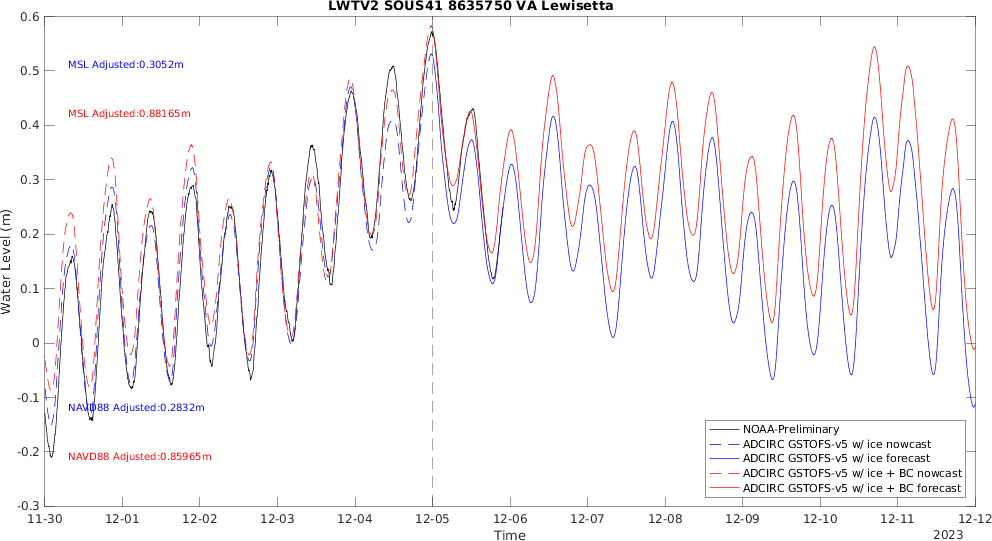 LWTV2 SOUS41 8635750 VA Lewisetta
0.6
0.5
0.4
0.3
0.2
0.1
0
-0.1
-0.2
-0.3
Water Level (m)
MSL Adjusted:0.3052m
MSL Adjusted:0.88165m
NAVD88 Adjusted:0.2832m
NAVD88 Adjusted:0.85965m
NOAA-Preliminary
ADCIRC GSTOFS-v5 w/ ice nowcast
ADCIRC GSTOFS-v5 w/ ice forecast
ADCIRC GSTOFS-v5 w/ ice + BC nowcast
ADCIRC GSTOFS-v5 w/ ice + BC forecast
11-30 12-01 12-02 12-03 12-04 12-05 12-06 12-07 12-08 12-09 12-10 12-11 12-12
Time
2023